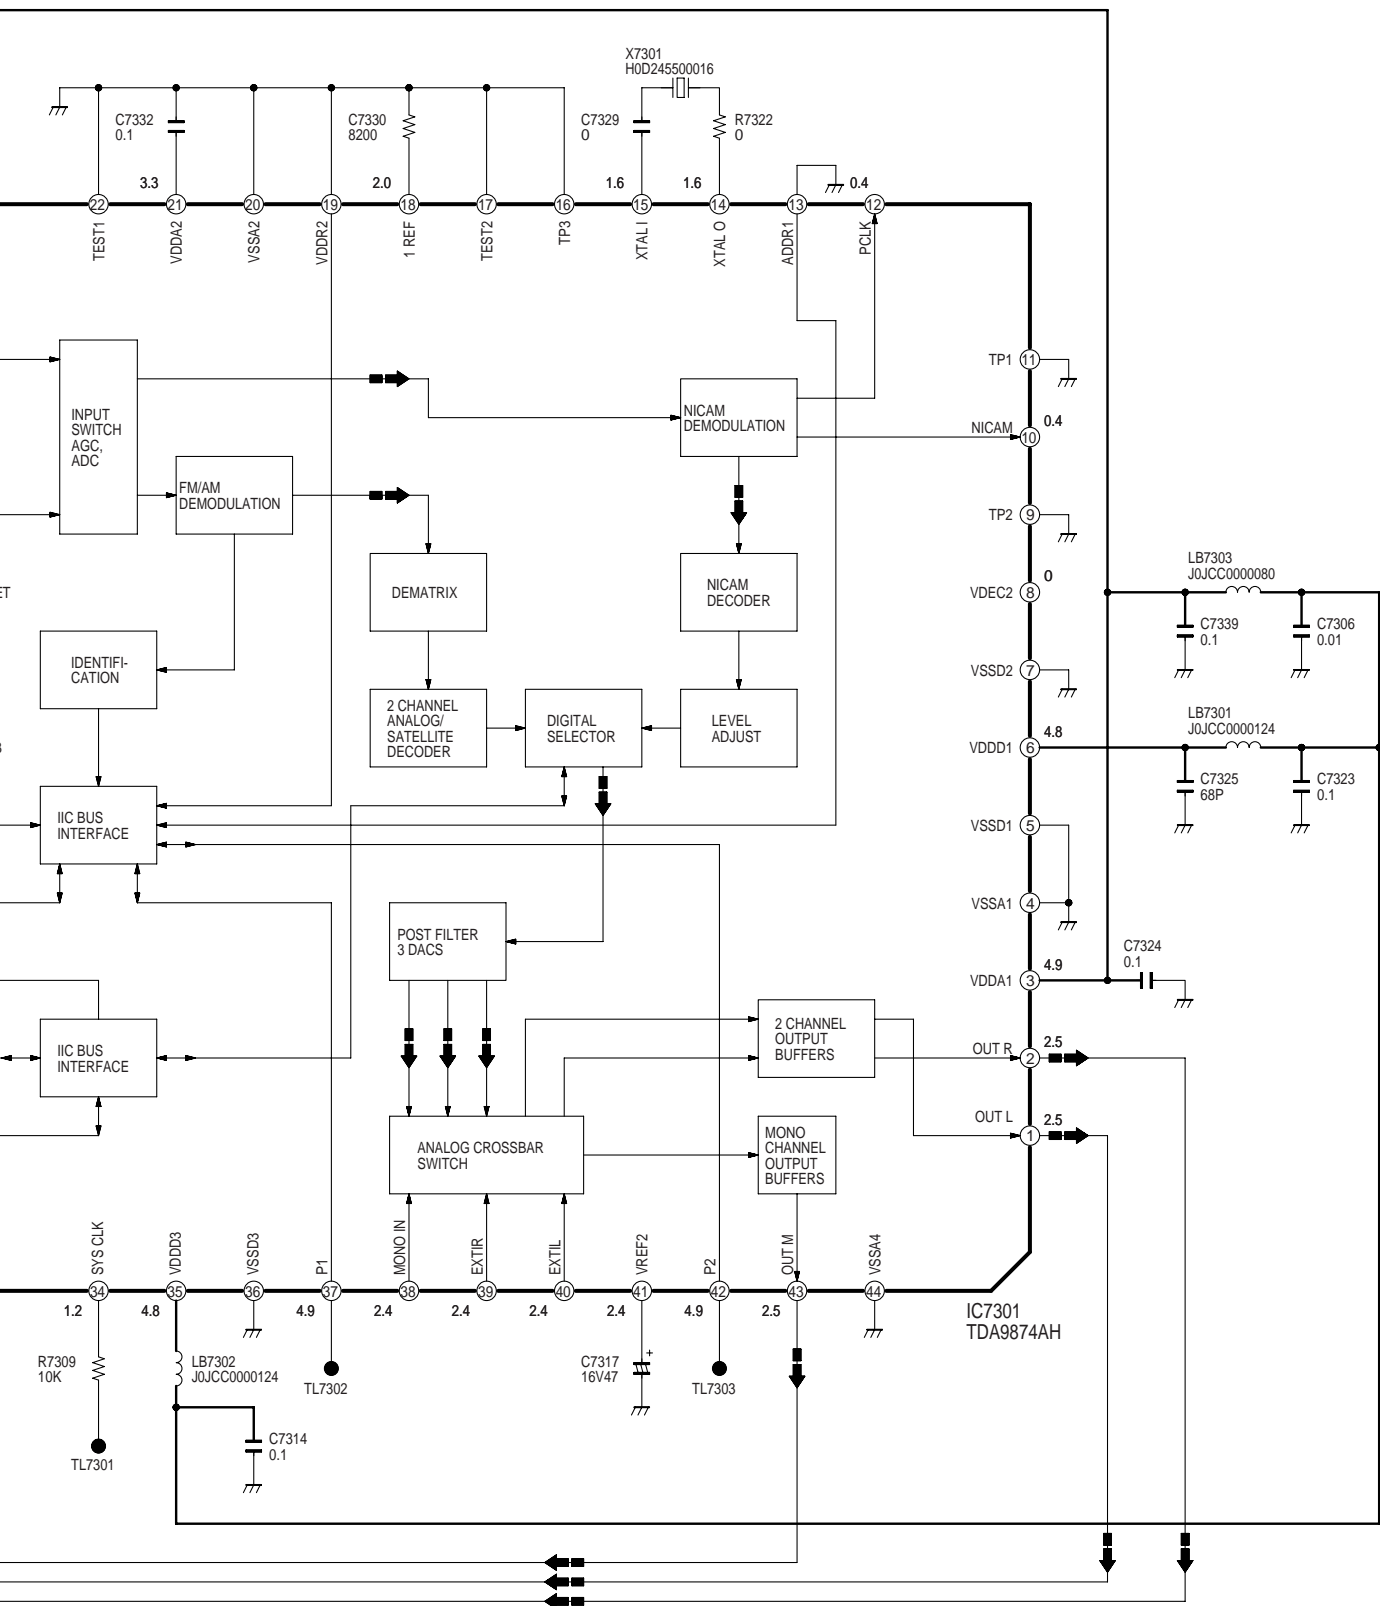 X7301
H0D245500016
C7332
0.1
C7330
8200
C7329
0
R7322
0
3.3
2.0
1.6
1.6
0.4
22
21
20
19
18
17
16
15
14
13
12
TEST1
VDDA2
VSSA2
VDDR2
1 REF
TEST2
TP3
XTAL I
XTAL O
ADDR1
PCLK
TP1
11
INPUT
SWITCH
AGC,
ADC
NICAM
DEMODULATION
NICAM
10
0.4
FM/AM
DEMODULATION
TP2
9
LB7303
J0JCC0000080
DEMATRIX
NICAM
DECODER
VDEC2
8
0
ET
C7339
0.1
C7306
0.01
IDENTIFI-
CATION
VSSD2
7
2 CHANNEL
ANALOG/
SATELLITE
DECODER
DIGITAL
SELECTOR
LEVEL
ADJUST
LB7301
J0JCC0000124
VDDD1
6
4.8
C7325
68P
C7323
0.1
IIC BUS
INTERFACE
VSSD1
5
VSSA1
4
POST FILTER
3 DACS
C7324
0.1
VDDA1
3
4.9
2 CHANNEL
OUTPUT
BUFFERS
IIC BUS
INTERFACE
OUT R
2
2.5
OUT L
1
2.5
ANALOG CROSSBAR
SWITCH
MONO
CHANNEL
OUTPUT
BUFFERS
SYS CLK
VDDD3
VSSD3
P1
MONO IN
EXTIR
EXTIL
VREF2
P2
OUT M
VSSA4
34
35
36
37
38
39
40
41
42
43
44
1.2
4.8
4.9
2.4
2.4
2.4
2.4
4.9
2.5
IC7301
TDA9874AH
R7309
10K
LB7302
J0JCC0000124
TL7302
C7317
16V47
+
TL7303
C7314
0.1
TL7301